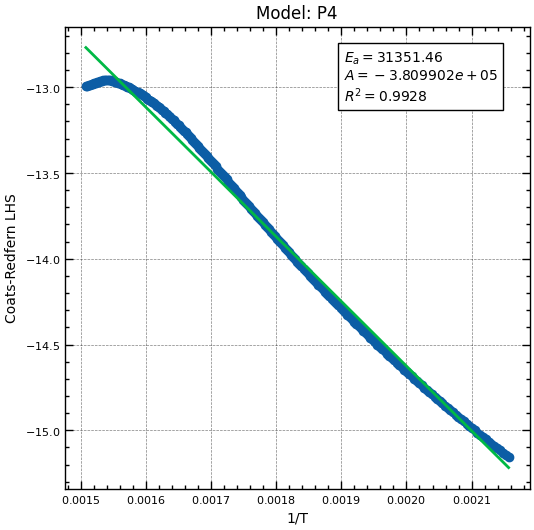 Model: P4
E_a = 31351.46
A = −3.809902e + 05
R² = 0.9928
Coats-Redfern LHS
−13.0
−13.5
−14.0
−14.5
−15.0
0.0015 0.0016 0.0017 0.0018 0.0019 0.0020 0.0021
1/T